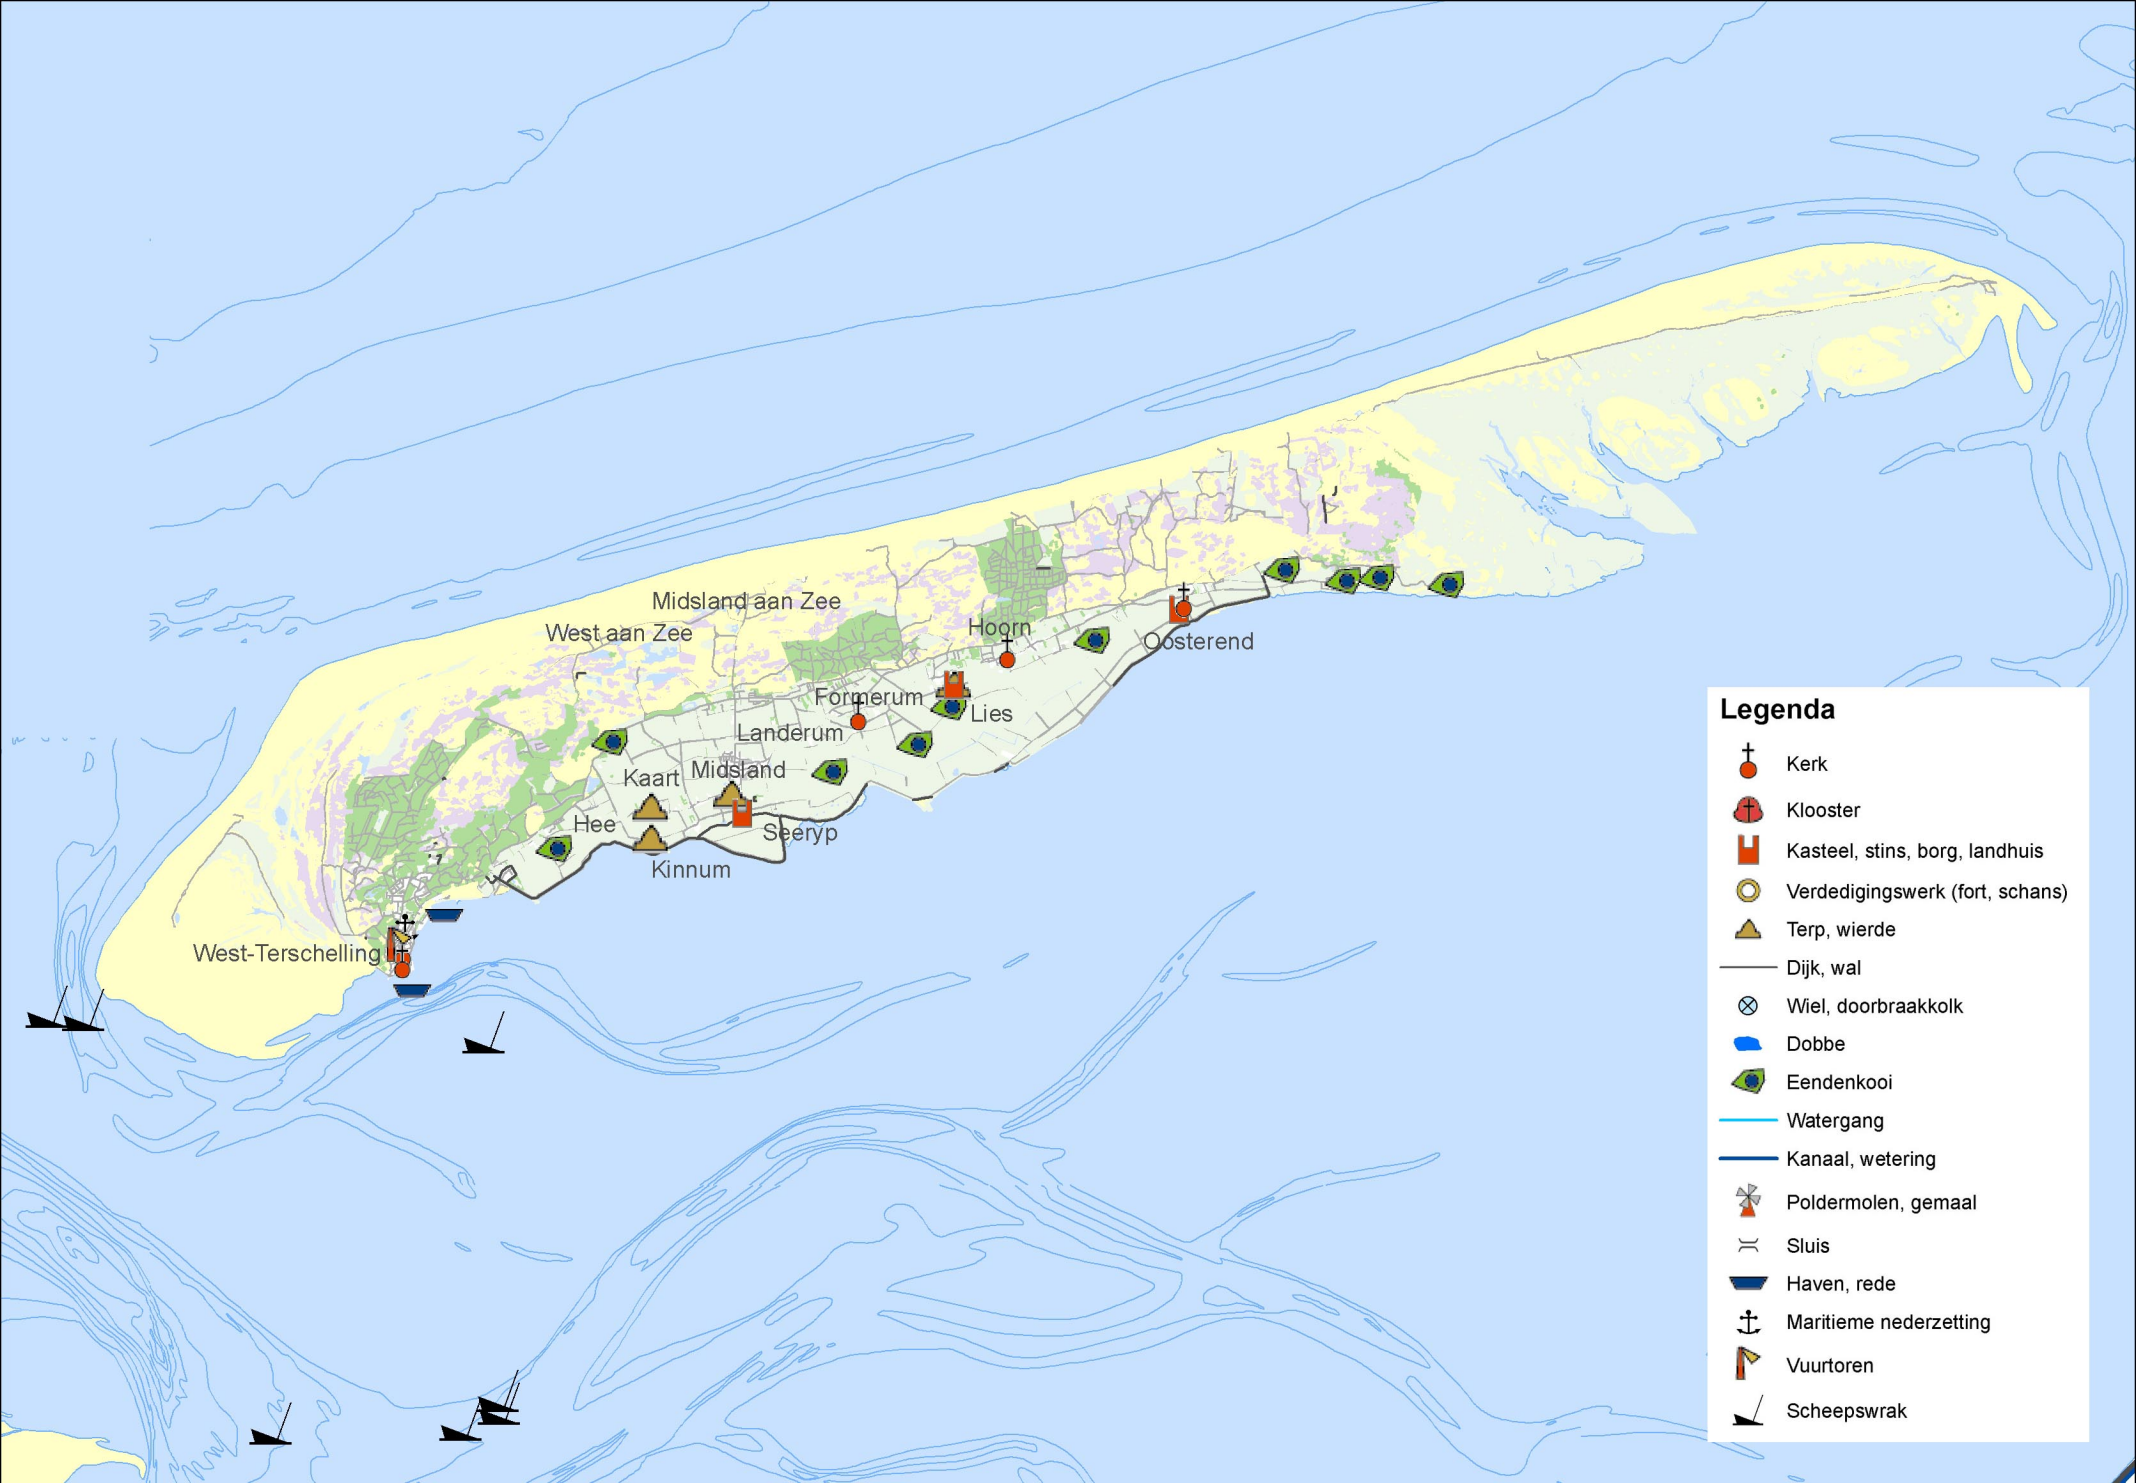 Midsland aan Zee
West aan Zee
Hoorn
Oosterend
Formerum
Lies
Landerum
Kaart
Midsland
Hee
Seeryp
Kinnum
West-Terschelling
Legenda
Kerk
Klooster
Kasteel, stins, borg, landhuis
Verdedigingswerk (fort, schans)
Terp, wierde
Dijk, wal
Wiel, doorbraakkolk
Dobbe
Eendenkooi
Watergang
Kanaal, wetering
Poldermolen, gemaal
Sluis
Haven, rede
Maritieme nederzetting
Vuurtoren
Scheepswrak